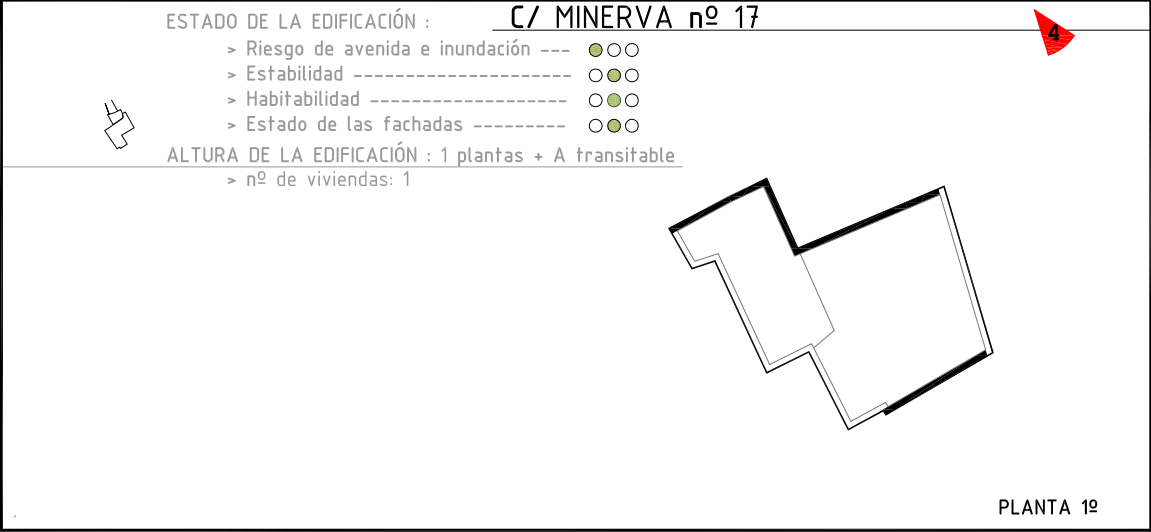 C/ MINERVA nº 17
4
ESTADO DE LA EDIFICACIÓN :
> Riesgo de avenida e inundación ---
> Estabilidad ---------------------
> Habitabilidad -------------------
> Estado de las fachadas ---------
ALTURA DE LA EDIFICACIÓN : 1 plantas + A transitable
> nº de viviendas: 1
PLANTA 1º